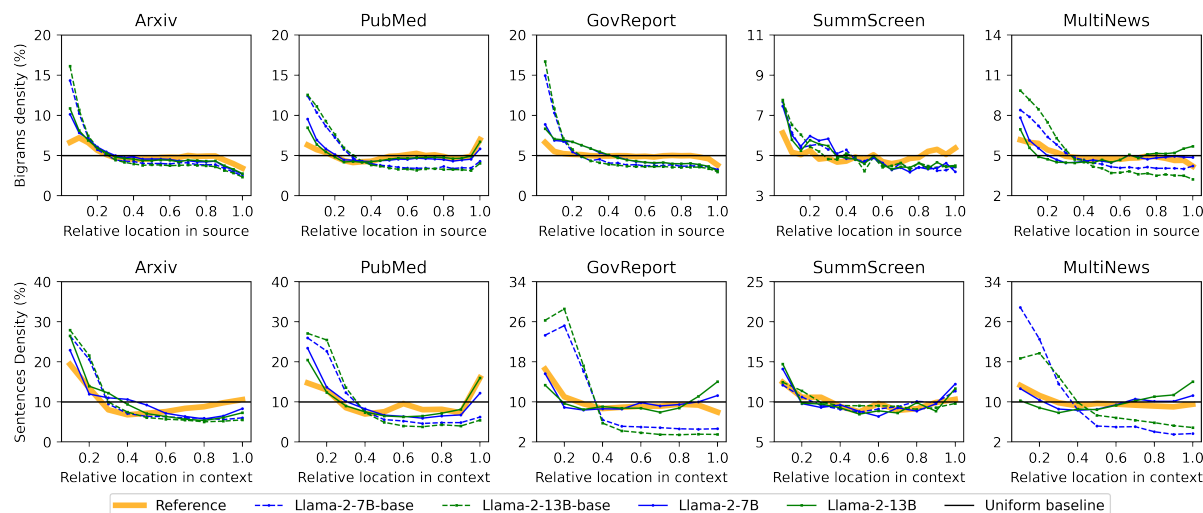 Arxiv PubMed GovReport SummScreen MultiNews
Bigrams density (%)
20 15 10 5 0
20 15 10 5 0
20 15 10 5 0
11 9 7 5 3
14 11 8 5 2
0.2 0.4 0.6 0.8 1.0 0.2 0.4 0.6 0.8 1.0 0.2 0.4 0.6 0.8 1.0 0.2 0.4 0.6 0.8 1.0 0.2 0.4 0.6 0.8 1.0
Relative location in source Relative location in source Relative location in source Relative location in source Relative location in source
Arxiv PubMed GovReport SummScreen MultiNews
Sentences Density (%)
40 30 20 10 0
40 30 20 10 0
34 26 18 10 2
25 20 15 10 5
34 26 18 10 2
0.2 0.4 0.6 0.8 1.0 0.2 0.4 0.6 0.8 1.0 0.2 0.4 0.6 0.8 1.0 0.2 0.4 0.6 0.8 1.0 0.2 0.4 0.6 0.8 1.0
Relative location in context Relative location in context Relative location in context Relative location in context Relative location in context
Reference Llama-2-7B-base Llama-2-13B-base Llama-2-7B Llama-2-13B Uniform baseline